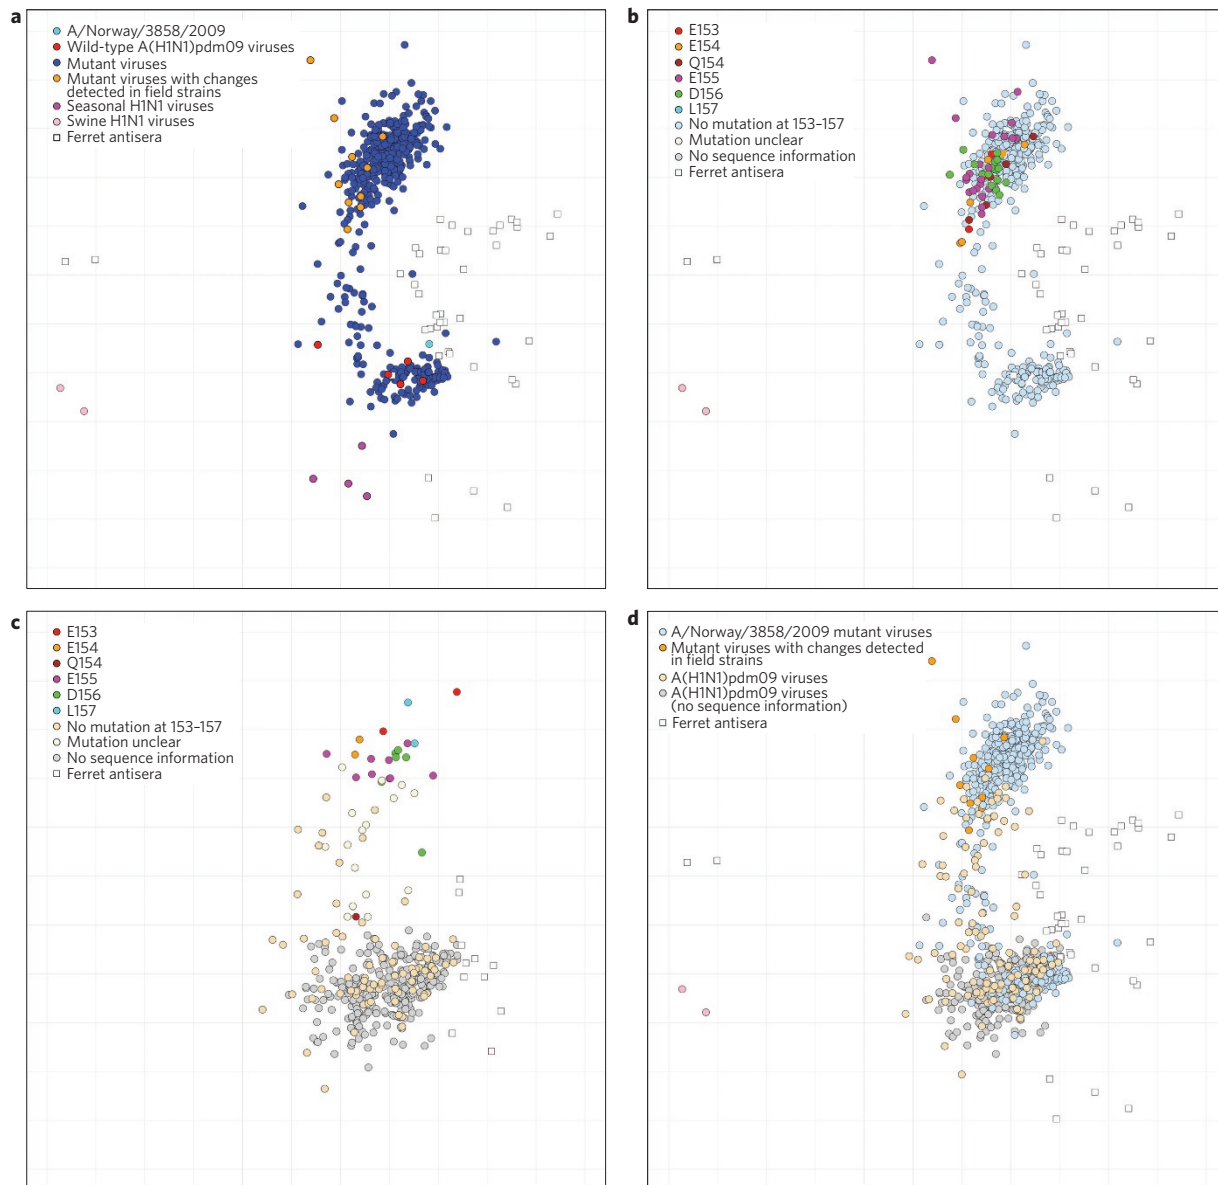 a
A/Norway/3858/2009
Wild-type A(H1N1)pdm09 viruses
Mutant viruses
Mutant viruses with changes
detected in field strains
Seasonal H1N1 viruses
Swine H1N1 viruses
Ferret antisera
b
E153
E154
Q154
E155
D156
L157
No mutation at 153–157
Mutation unclear
No sequence information
Ferret antisera
c
E153
E154
Q154
E155
D156
L157
No mutation at 153–157
Mutation unclear
No sequence information
Ferret antisera
d
A/Norway/3858/2009 mutant viruses
Mutant viruses with changes detected
in field strains
A(H1N1)pdm09 viruses
A(H1N1)pdm09 viruses
(no sequence information)
Ferret antisera